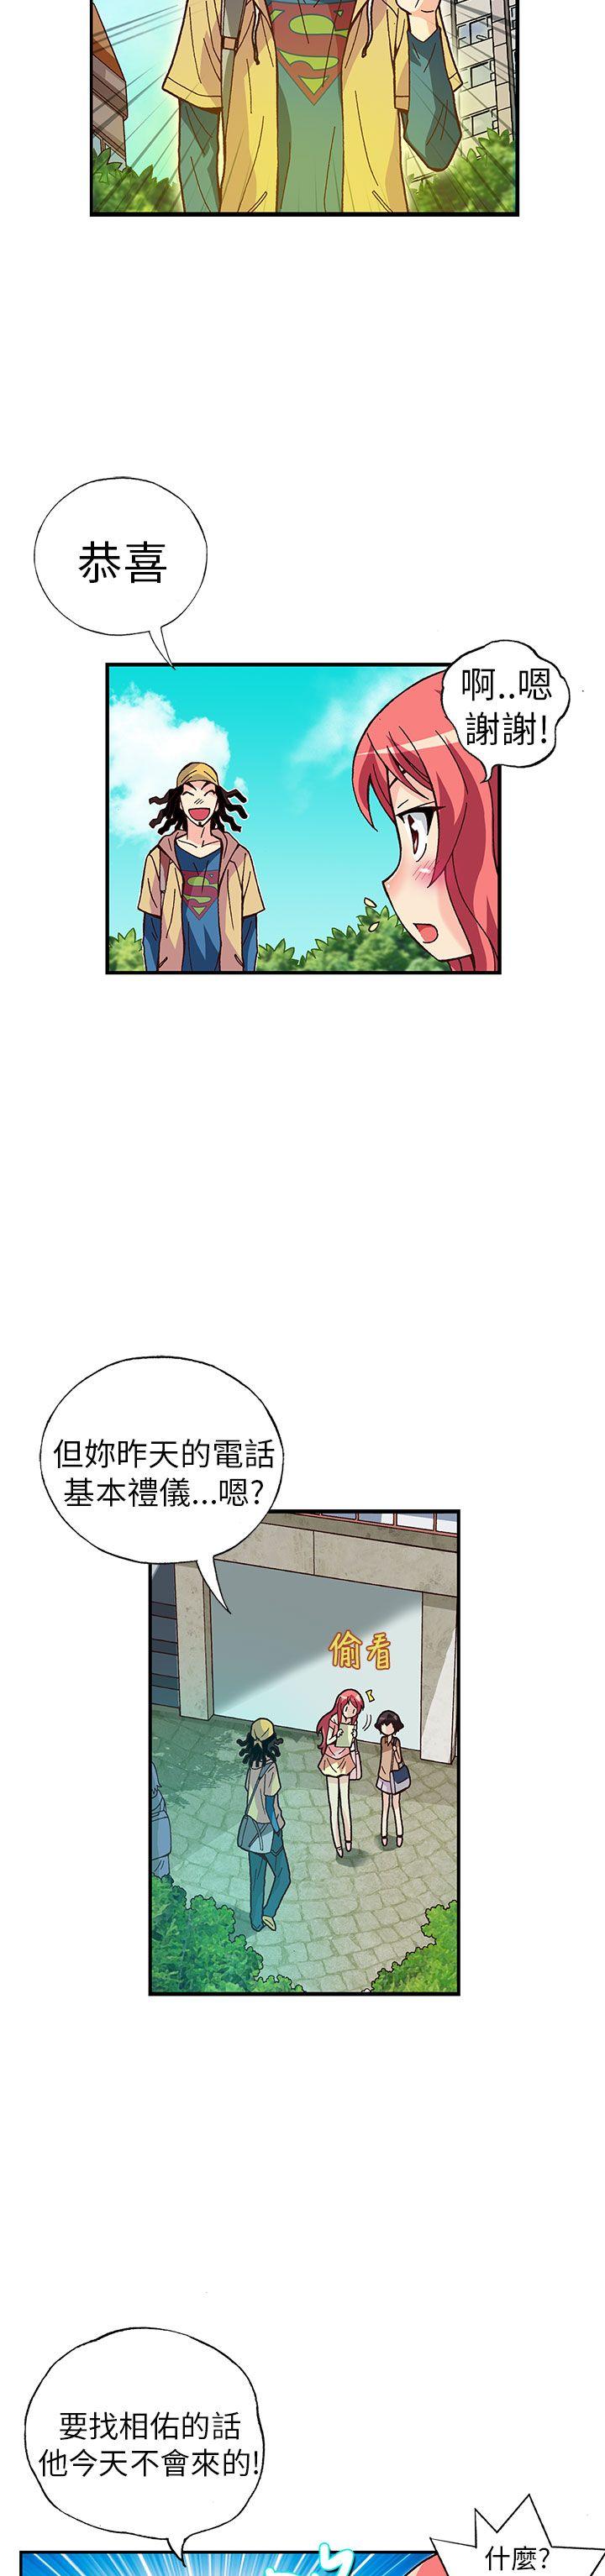 恭喜
啊..嗯
謝謝!
但妳昨天的電話
基本禮儀...嗯?
偷看
要找相佑的話
他今天不會來的!
什麼?